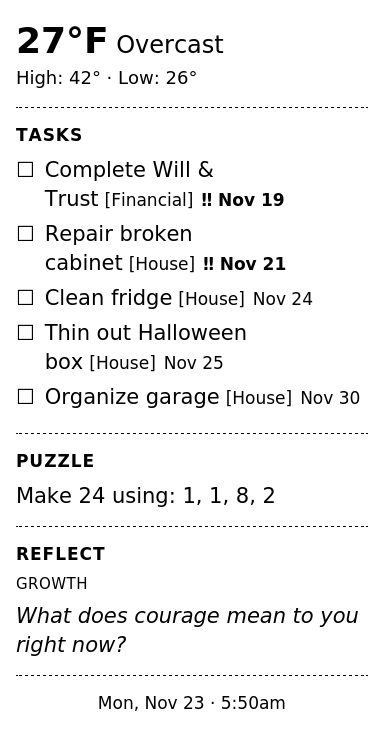 27°F Overcast
High: 42° · Low: 26°
TASKS
☐ Complete Will &
Trust [Financial] ‼ Nov 19
☐ Repair broken
cabinet [House] ‼ Nov 21
☐ Clean fridge [House] Nov 24
☐ Thin out Halloween
box [House] Nov 25
☐ Organize garage [House] Nov 30
PUZZLE
Make 24 using: 1, 1, 8, 2
REFLECT
GROWTH
What does courage mean to you
right now?
Mon, Nov 23 · 5:50am